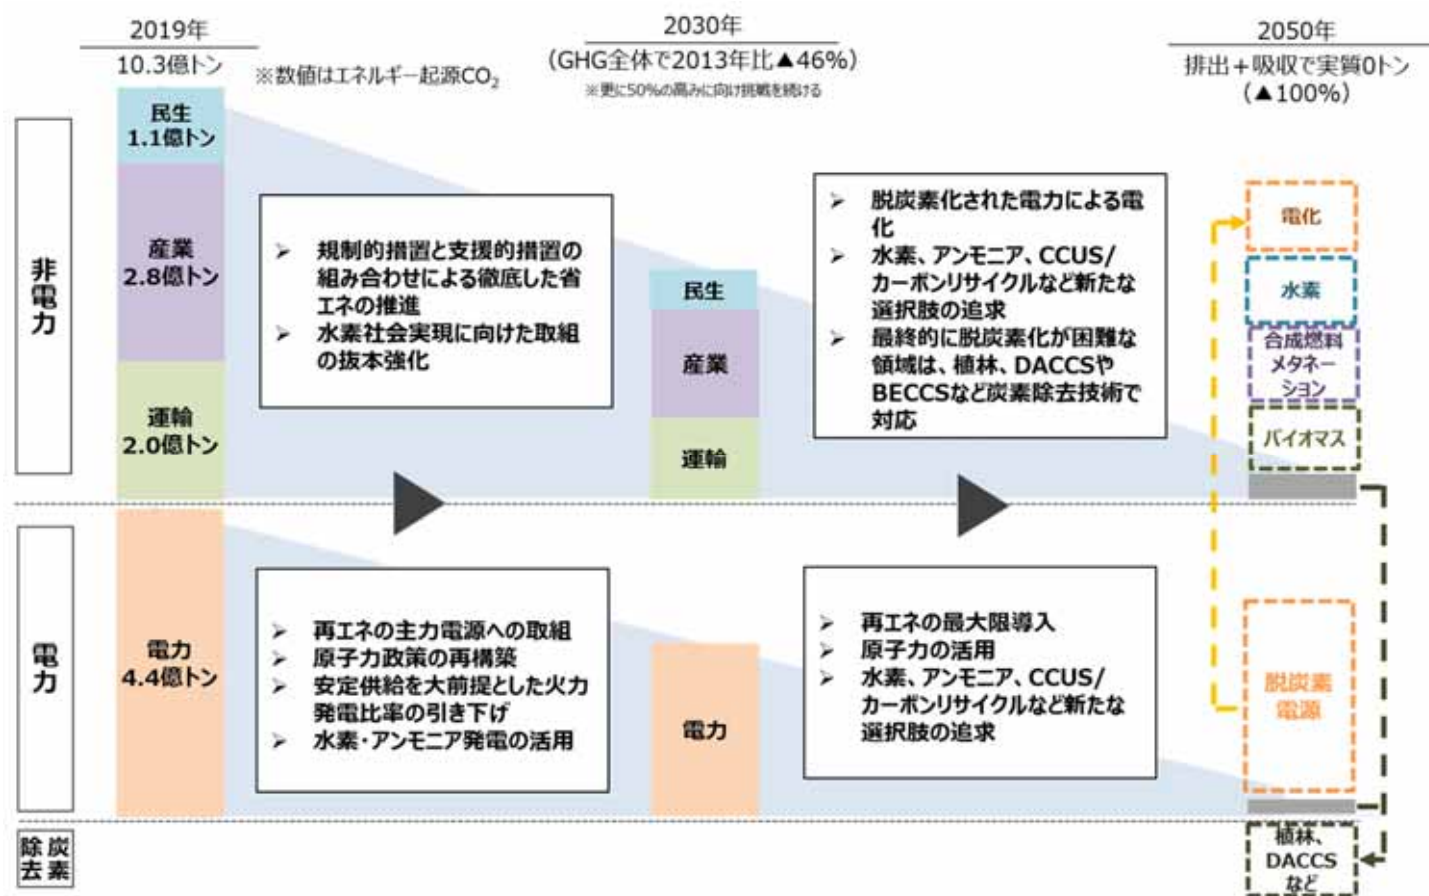 2019年
10.3億トン
※数値はエネルギー起源CO2
2030年
(GHG全体で2013年比▲46%)
※更に50%の高みに向け挑戦を続ける
2050年
排出+吸収で実質0トン
(▲100%)
非電力
民生
1.1億トン
産業
2.8億トン
運輸
2.0億トン
➢ 規制的措置と支援的措置の
組み合わせによる徹底した省
エネの推進
➢ 水素社会実現に向けた取組
の抜本強化
民生
産業
運輸
➢ 脱炭素化された電力による電
化
➢ 水素、アンモニア、CCUS/
カーボンリサイクルなど新たな
選択肢の追求
➢ 最終的に脱炭素化が困難な
領域は、植林、DACCSや
BECCSなど炭素除去技術で
対応
電化
水素
合成燃料
メタネー
ション
バイオマス
電力
電力
4.4億トン
➢ 再エネの主力電源への取組
➢ 原子力政策の再構築
➢ 安定供給を大前提とした火力
発電比率の引き下げ
➢ 水素・アンモニア発電の活用
電力
➢ 再エネの最大限導入
➢ 原子力の活用
➢ 水素、アンモニア、CCUS/
カーボンリサイクルなど新たな
選択肢の追求
脱炭素
電源
炭素
除去
植林、
DACCS
など